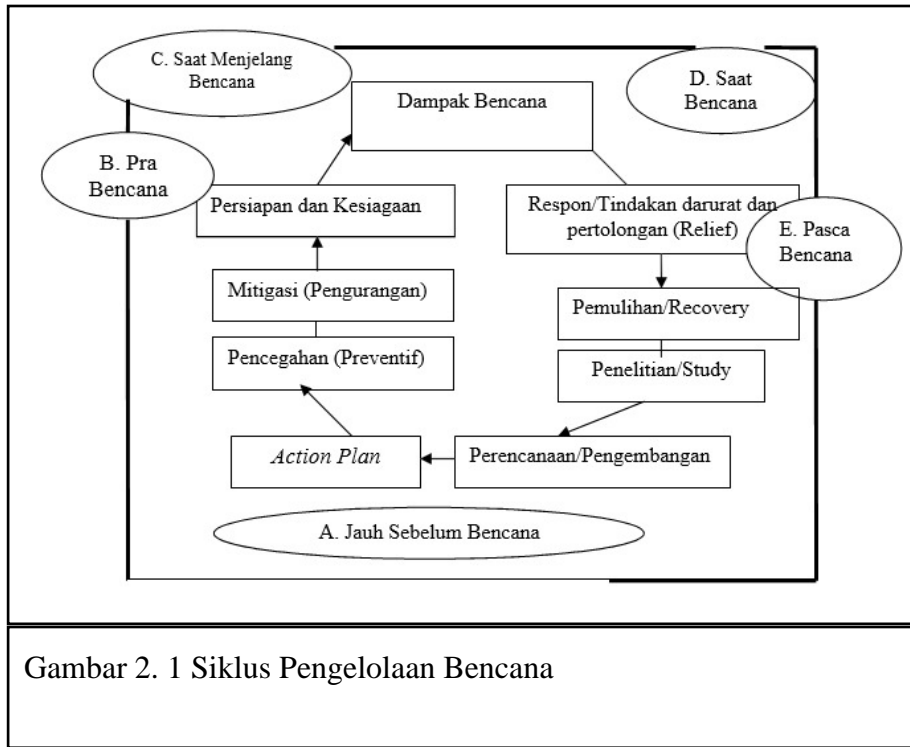 C. Saat Menjelang
Bencana
D. Saat
Bencana
Dampak Bencana
B. Pra
Bencana
Persiapan dan Kesiagaan
Respon/Tindakan darurat dan
pertolongan (Relief)
E. Pasca
Bencana
Mitigasi (Pengurangan)
Pemulihan/Recovery
Pencegahan (Preventif)
Penelitian/Study
Action Plan
Perencanaan/Pengembangan
A. Jauh Sebelum Bencana
Gambar 2. 1 Siklus Pengelolaan Bencana